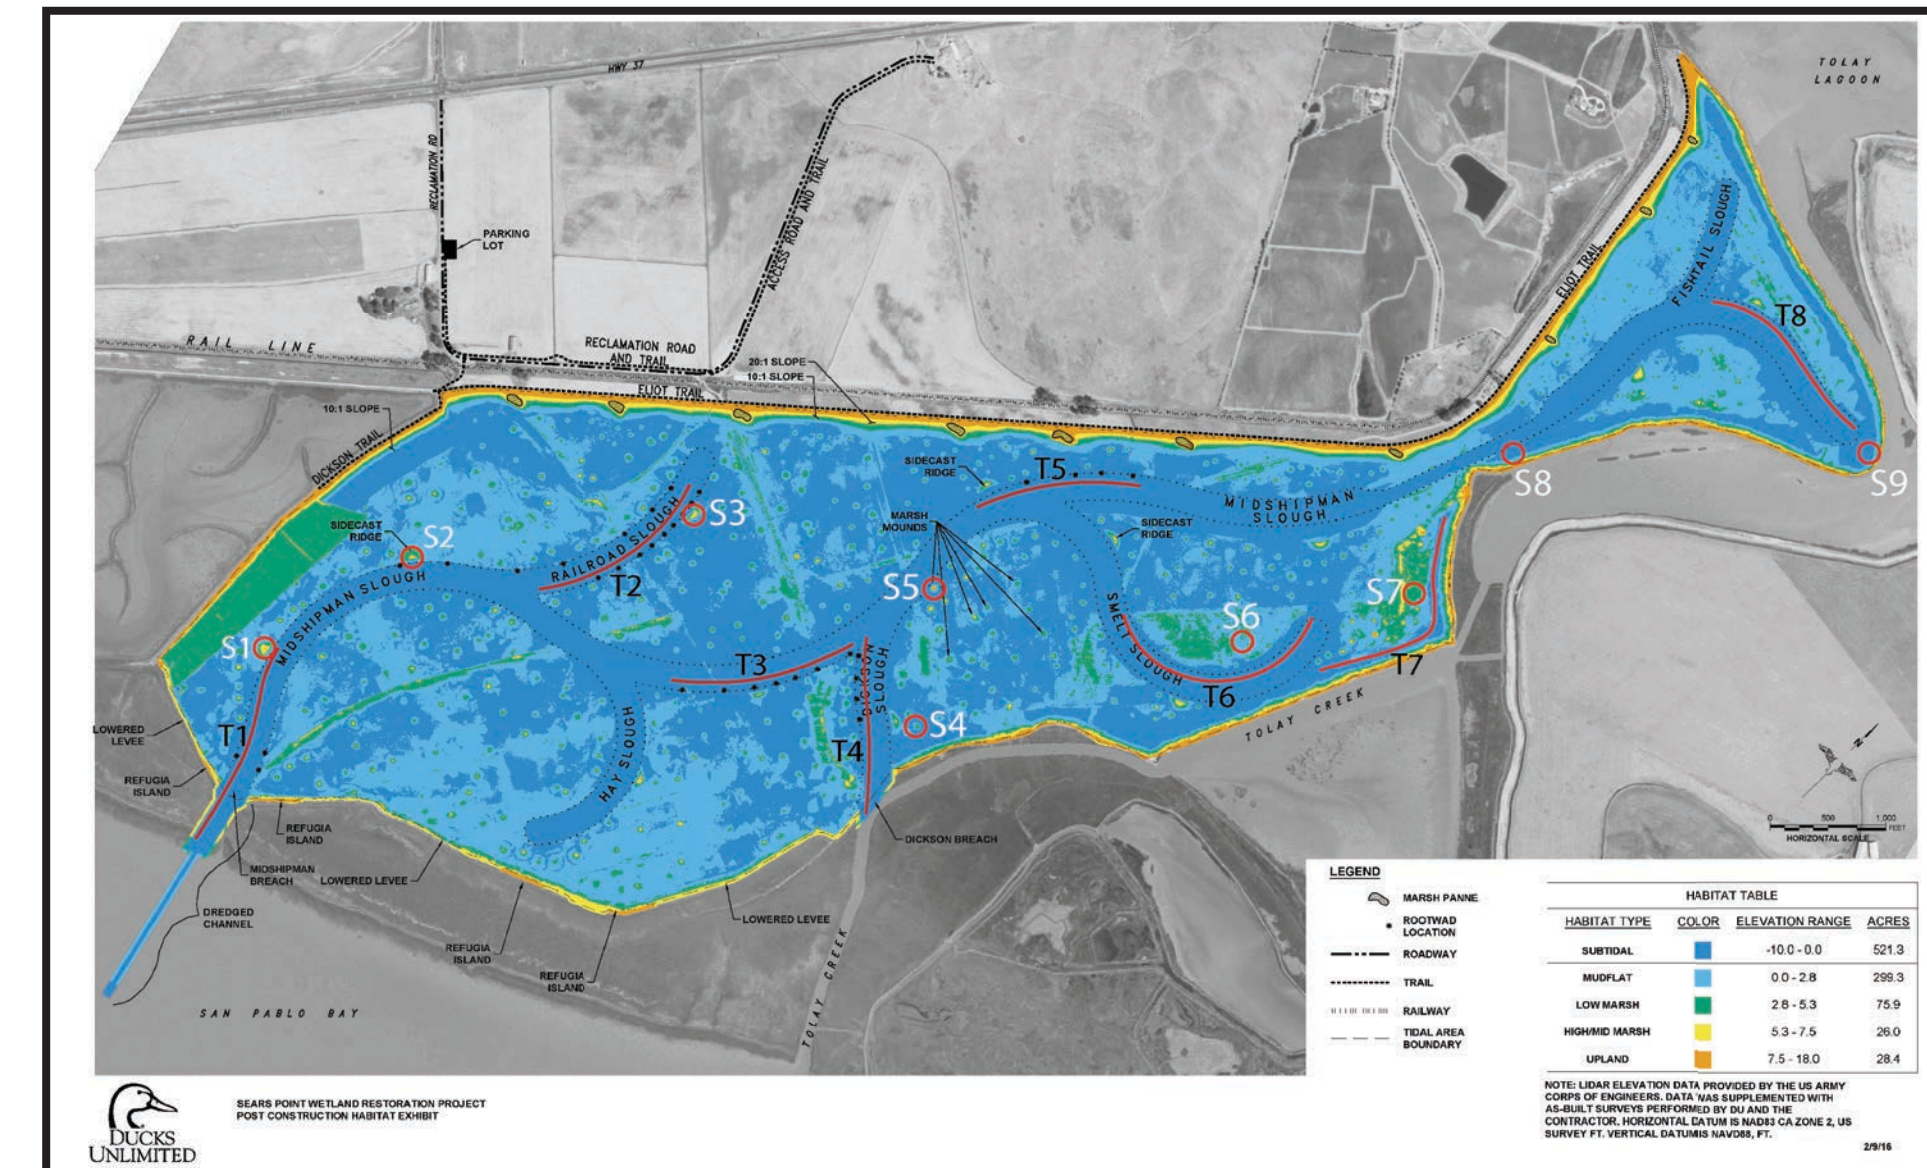 TOLAY
LAGOON
HWY 37
RECLAMATION RD
PARKING
LOT
ACCESS ROAD AND TRAIL
RAIL LINE
RECLAMATION ROAD
AND TRAIL
20:1 SLOPE
10:1 SLOPE
ELIOT TRAIL
ELIOT TRAIL
FISHTAIL SLOUGH
T8
10:1 SLOPE
DICKSON TRAIL
SIDECAST
RIDGE
S2
S3
RAILROAD SLOUGH
T2
SIDECAST
RIDGE
T5
MIDSHIPMAN
SLOUGH
S8
S9
MARSH
MOUNDS
SIDECAST
RIDGE
MIDSHIPMAN SLOUGH
S1
S5
S6
S7
SMELT SLOUGH
T3
DICKSON
SLOUGH
T6
T7
S4
T1
T4
HAY SLOUGH
TOLAY CREEK
LOWERED
LEVEE
REFUGIA
ISLAND
REFUGIA
ISLAND
MIDSHIPMAN
BREACH
LOWERED LEVEE
DICKSON BREACH
DREDGED
CHANNEL
LOWERED LEVEE
REFUGIA
ISLAND
REFUGIA
ISLAND
SAN PABLO BAY
TOLAY CREEK
N
0 500 1,000
FEET
HORIZONTAL SCALE
LEGEND
MARSH PANNE
ROOTWAD
LOCATION
ROADWAY
TRAIL
RAILWAY
TIDAL AREA
BOUNDARY
HABITAT TABLE
HABITAT TYPE COLOR ELEVATION RANGE ACRES
SUBTIDAL -10.0 - 0.0 521.3
MUDFLAT 0.0 - 2.8 299.3
LOW MARSH 2.8 - 5.3 75.9
HIGH/MID MARSH 5.3 - 7.5 26.0
UPLAND 7.5 - 18.0 28.4
NOTE: LIDAR ELEVATION DATA PROVIDED BY THE US ARMY
CORPS OF ENGINEERS. DATA WAS SUPPLEMENTED WITH
AS-BUILT SURVEYS PERFORMED BY DU AND THE
CONTRACTOR. HORIZONTAL DATUM IS NAD83 CA ZONE 2, US
SURVEY FT. VERTICAL DATUMIS NAVD88, FT.
2/9/16
DUCKS
UNLIMITED
SEARS POINT WETLAND RESTORATION PROJECT
POST CONSTRUCTION HABITAT EXHIBIT